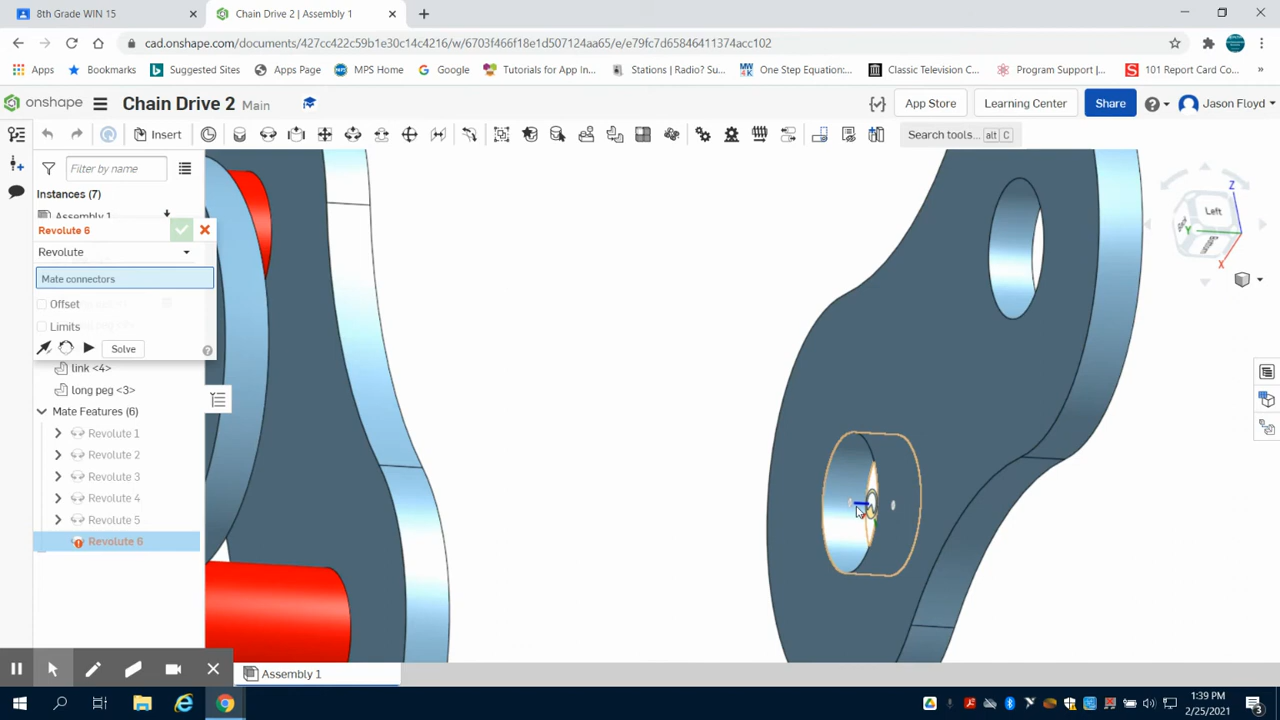 8th Grade WIN 15
Chain Drive 2 | Assembly 1
cad.onshape.com/documents/427cc422c59b1e30c14c4216/w/6703f466f18e1d507124aa65/e/e79fc7d65846411374acc102
Apps
Bookmarks
Suggested Sites
Apps Page
MPS Home
Google
Tutorials for App In...
Stations | Radio? Su...
One Step Equation:...
Classic Television C...
Program Support |...
101 Report Card Co...
»
onshape
Chain Drive 2 Main
App Store
Learning Center
Share
Jason Floyd
Insert
Search tools... alt C
Filter by name
Instances (7)
Assembly 1
Revolute 6
Revolute
Mate connectors
Offset
Limits
Solve
link <4>
long peg <3>
Mate Features (6)
Revolute 1
Revolute 2
Revolute 3
Revolute 4
Revolute 5
Revolute 6
Z
Left
Y
X
Assembly 1
1:39 PM
2/25/2021
3